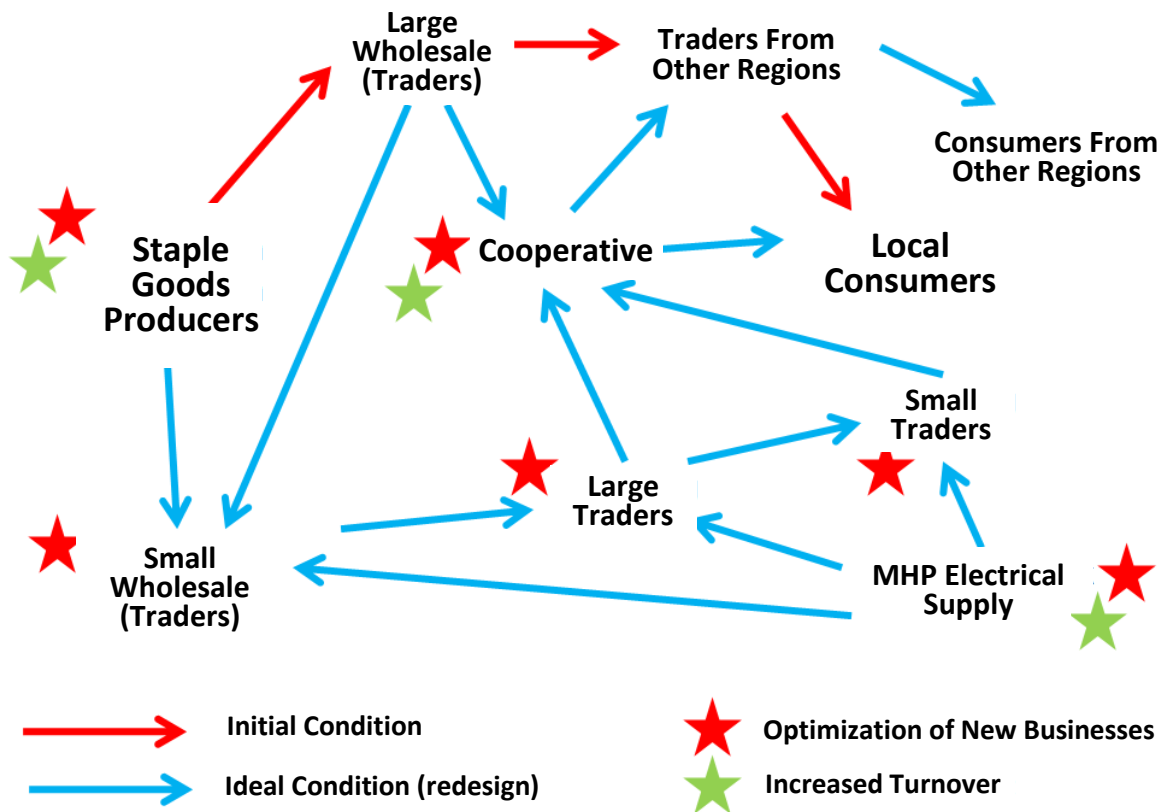 Large
Wholesale
(Traders)
Traders From
Other Regions
Consumers From
Other Regions
Staple
Goods
Producers
Cooperative
Local
Consumers
Small
Traders
Large
Traders
Small
Wholesale
(Traders)
MHP Electrical
Supply
Initial Condition
Optimization of New Businesses
Ideal Condition (redesign)
Increased Turnover